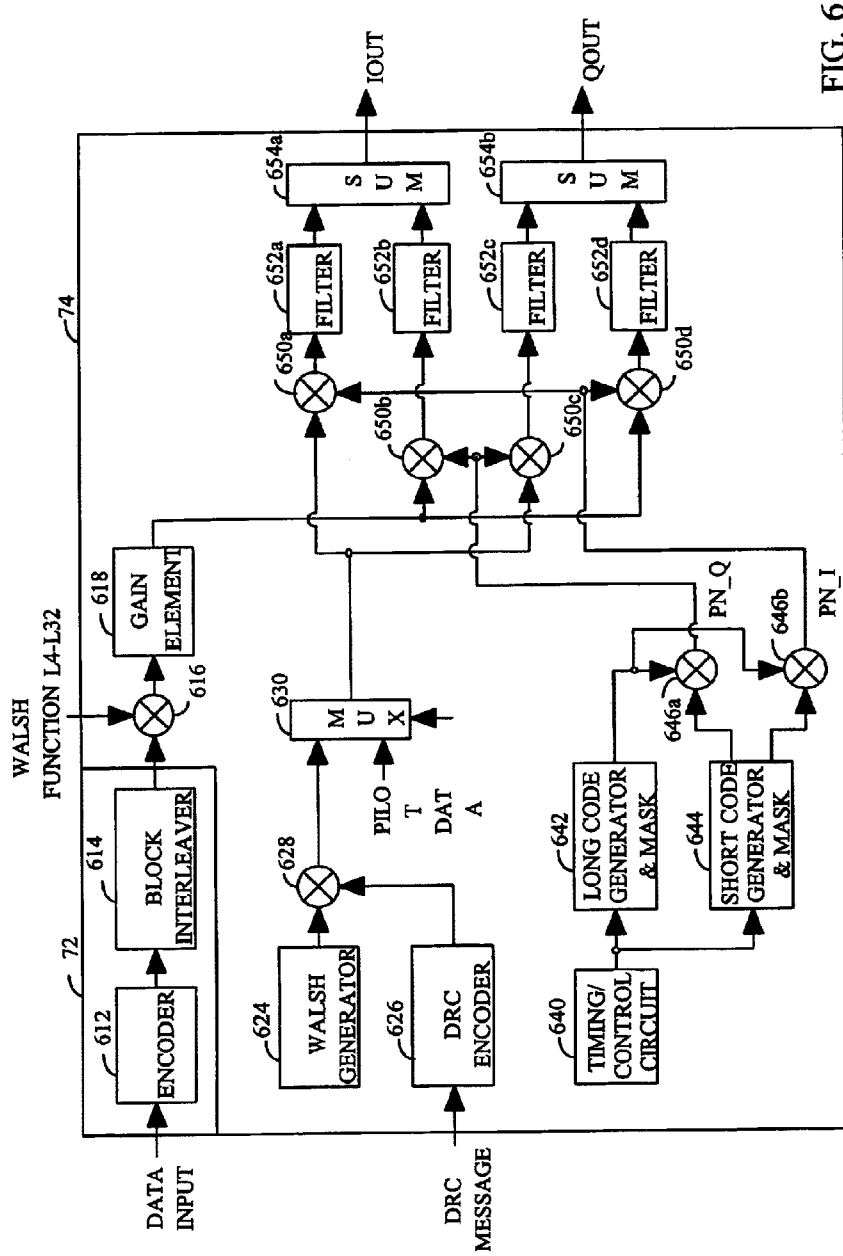 WALSH
FUNCTION L4-L32
72
74
DATA
INPUT
612
ENCODER
614
BLOCK
INTERLEAVER
616
618
GAIN
ELEMENT
624
WALSH
GENERATOR
628
626
DRC
ENCODER
DRC
MESSAGE
630
M
U
X
PILO
T
DAT
A
640
TIMING/
CONTROL
CIRCUIT
642
LONG CODE
GENERATOR
& MASK
644
SHORT CODE
GENERATOR
& MASK
646a
PN_Q
646b
PN_I
650a
650b
650c
650d
652a
FILTER
652b
FILTER
652c
FILTER
652d
FILTER
654a
S
U
M
IOUT
654b
S
U
M
QOUT
FIG. 6